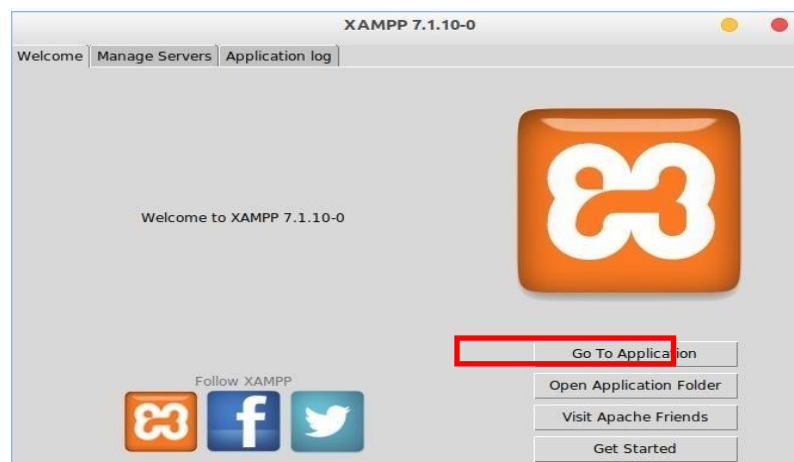 XAMPP 7.1.10-0
Welcome Manage Servers Application log
Welcome to XAMPP 7.1.10-0
Go To Application
Follow XAMPP
Open Application Folder
Visit Apache Friends
Get Started